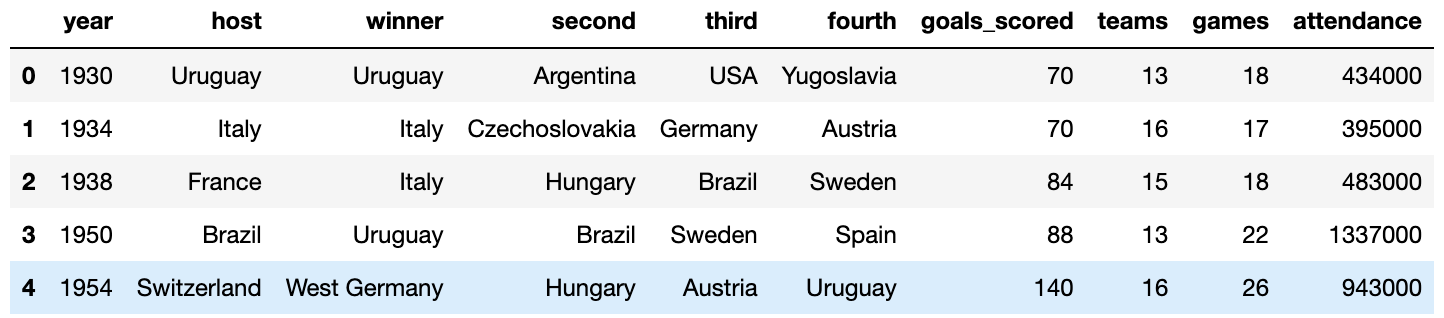 year host winner second third fourth goals_scored teams games attendance
0 1930 Uruguay Uruguay Argentina USA Yugoslavia 70 13 18 434000
1 1934 Italy Italy Czechoslovakia Germany Austria 70 16 17 395000
2 1938 France Italy Hungary Brazil Sweden 84 15 18 483000
3 1950 Brazil Uruguay Brazil Sweden Spain 88 13 22 1337000
4 1954 Switzerland West Germany Hungary Austria Uruguay 140 16 26 943000